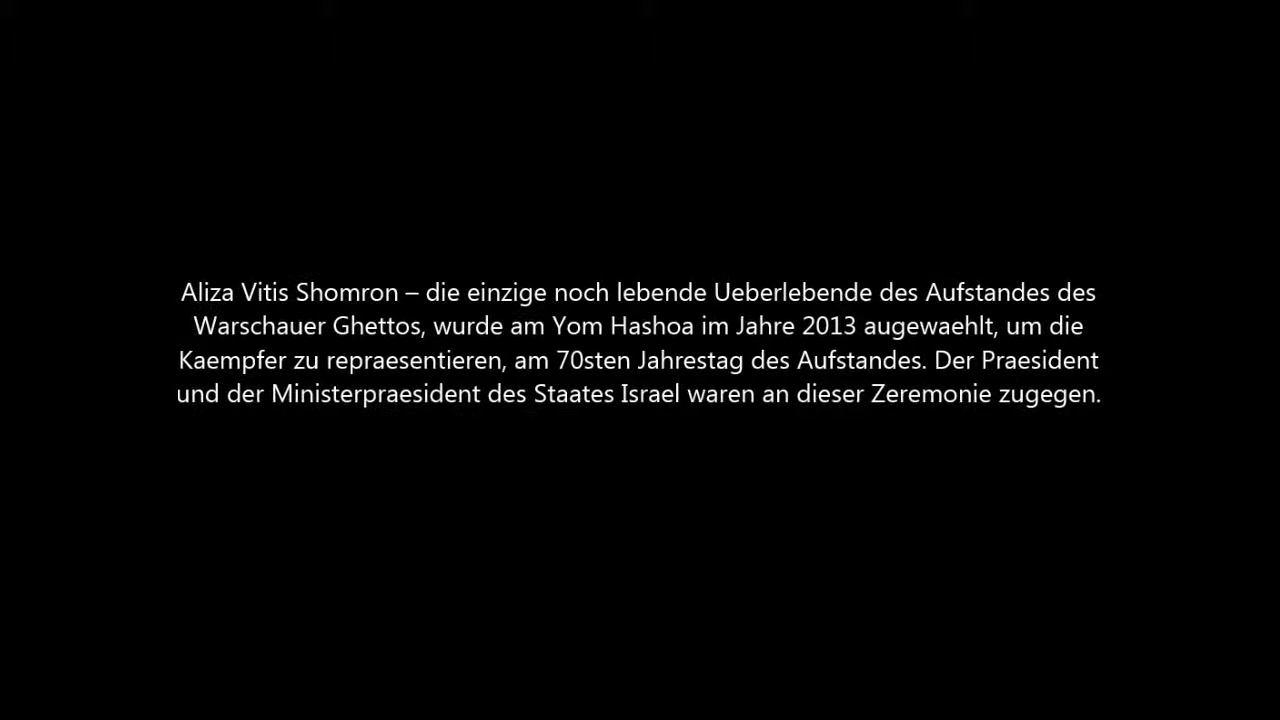 Aliza Vitis Shomron – die einzige noch lebende Ueberlebende des Aufstandes des
Warschauer Ghettos, wurde am Yom Hashoa im Jahre 2013 augewaehlt, um die
Kaempfer zu repraesentieren, am 70sten Jahrestag des Aufstandes. Der Praesident
und der Ministerpraesident des Staates Israel waren an dieser Zeremonie zugegen.